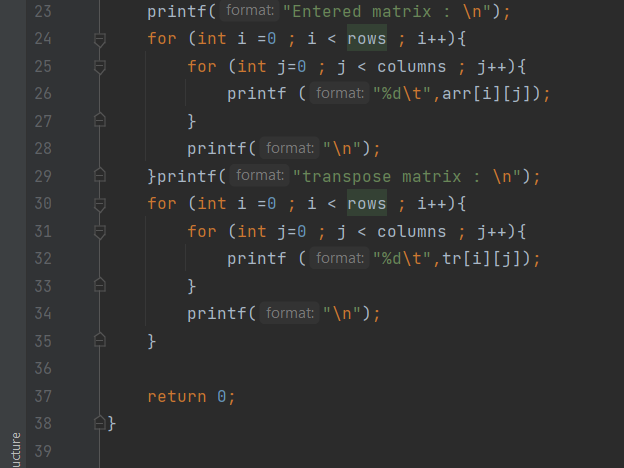 23 printf( format: "Entered matrix : \n");
24 for (int i =0 ; i < rows ; i++){
25 for (int j=0 ; j < columns ; j++){
26 printf ( format: "%d\t",arr[i][j]);
27 }
28 printf( format: "\n");
29 }printf( format: "transpose matrix : \n");
30 for (int i =0 ; i < rows ; i++){
31 for (int j=0 ; j < columns ; j++){
32 printf ( format: "%d\t",tr[i][j]);
33 }
34 printf( format: "\n");
35 }
36
37 return 0;
38 }
39
ucture